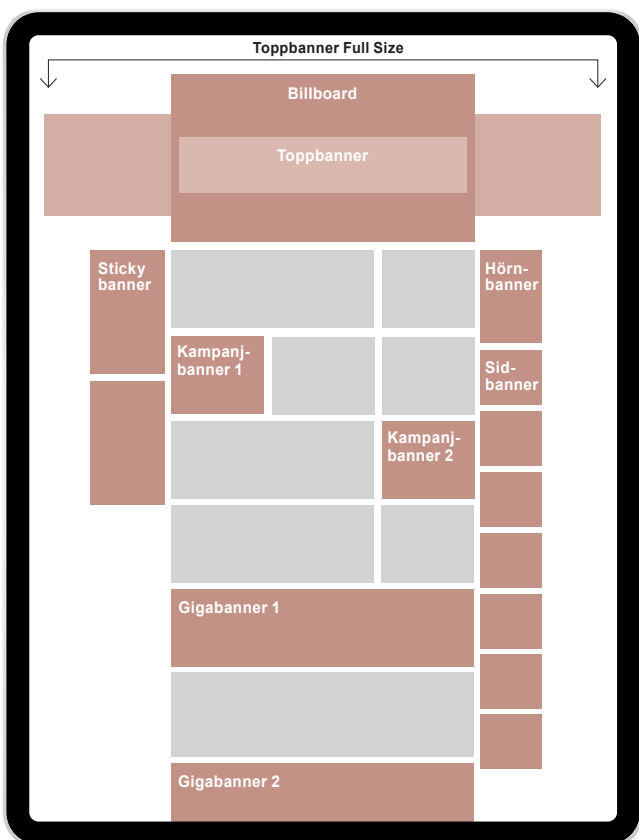 Toppbanner Full Size
Billboard
Toppbanner
Sticky
banner
Hörn-
banner
Kampanj-
banner 1
Sid-
banner
Kampanj-
banner 2
Gigabanner 1
Gigabanner 2